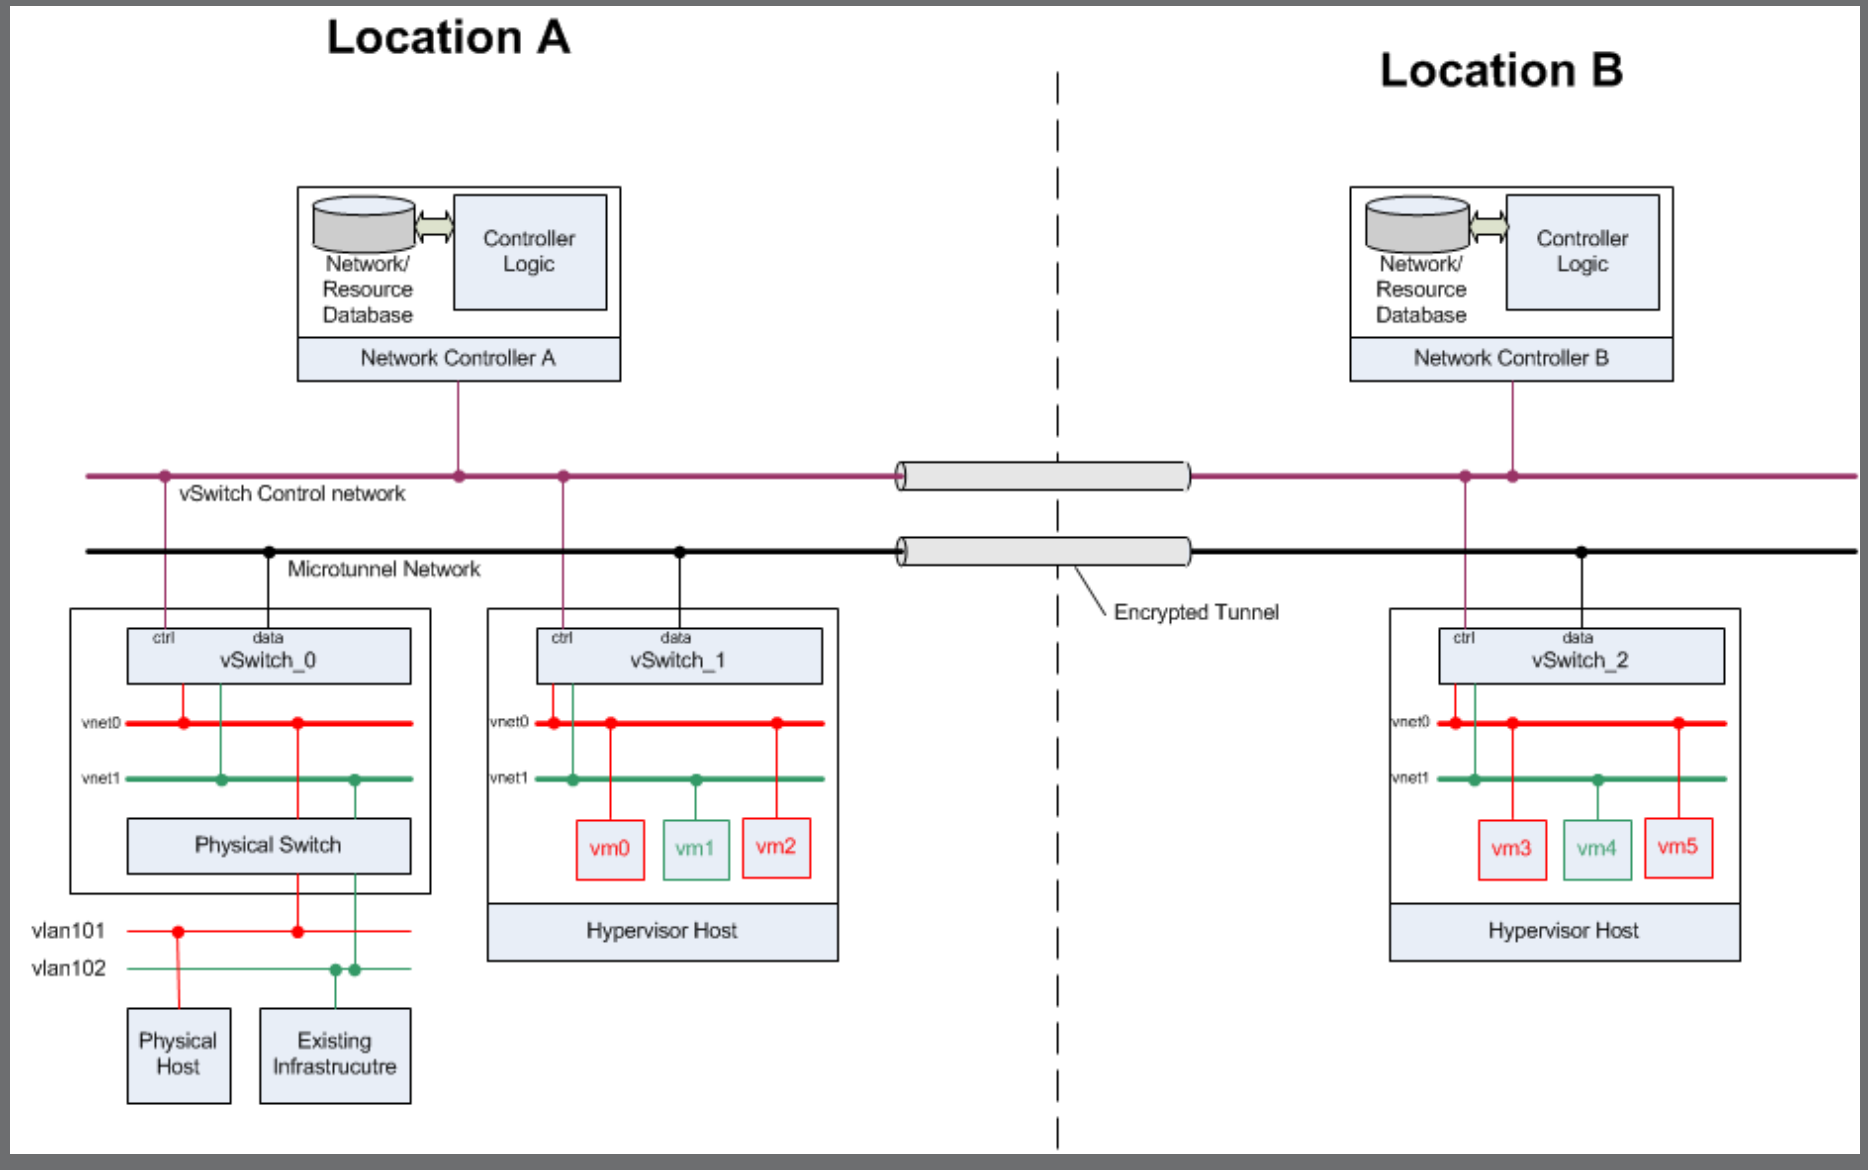 Location A
Location B
Network/
Resource
Database
Controller
Logic
Network Controller A
Network/
Resource
Database
Controller
Logic
Network Controller B
vSwitch Control network
Microtunnel Network
Encrypted Tunnel
ctrl
data
vSwitch_0
vnet0
vnet1
Physical Switch
vlan101
vlan102
Physical
Host
Existing
Infrastrucutre
ctrl
data
vSwitch_1
vnet0
vnet1
vm0
vm1
vm2
Hypervisor Host
ctrl
data
vSwitch_2
vnet0
vnet1
vm3
vm4
vm5
Hypervisor Host